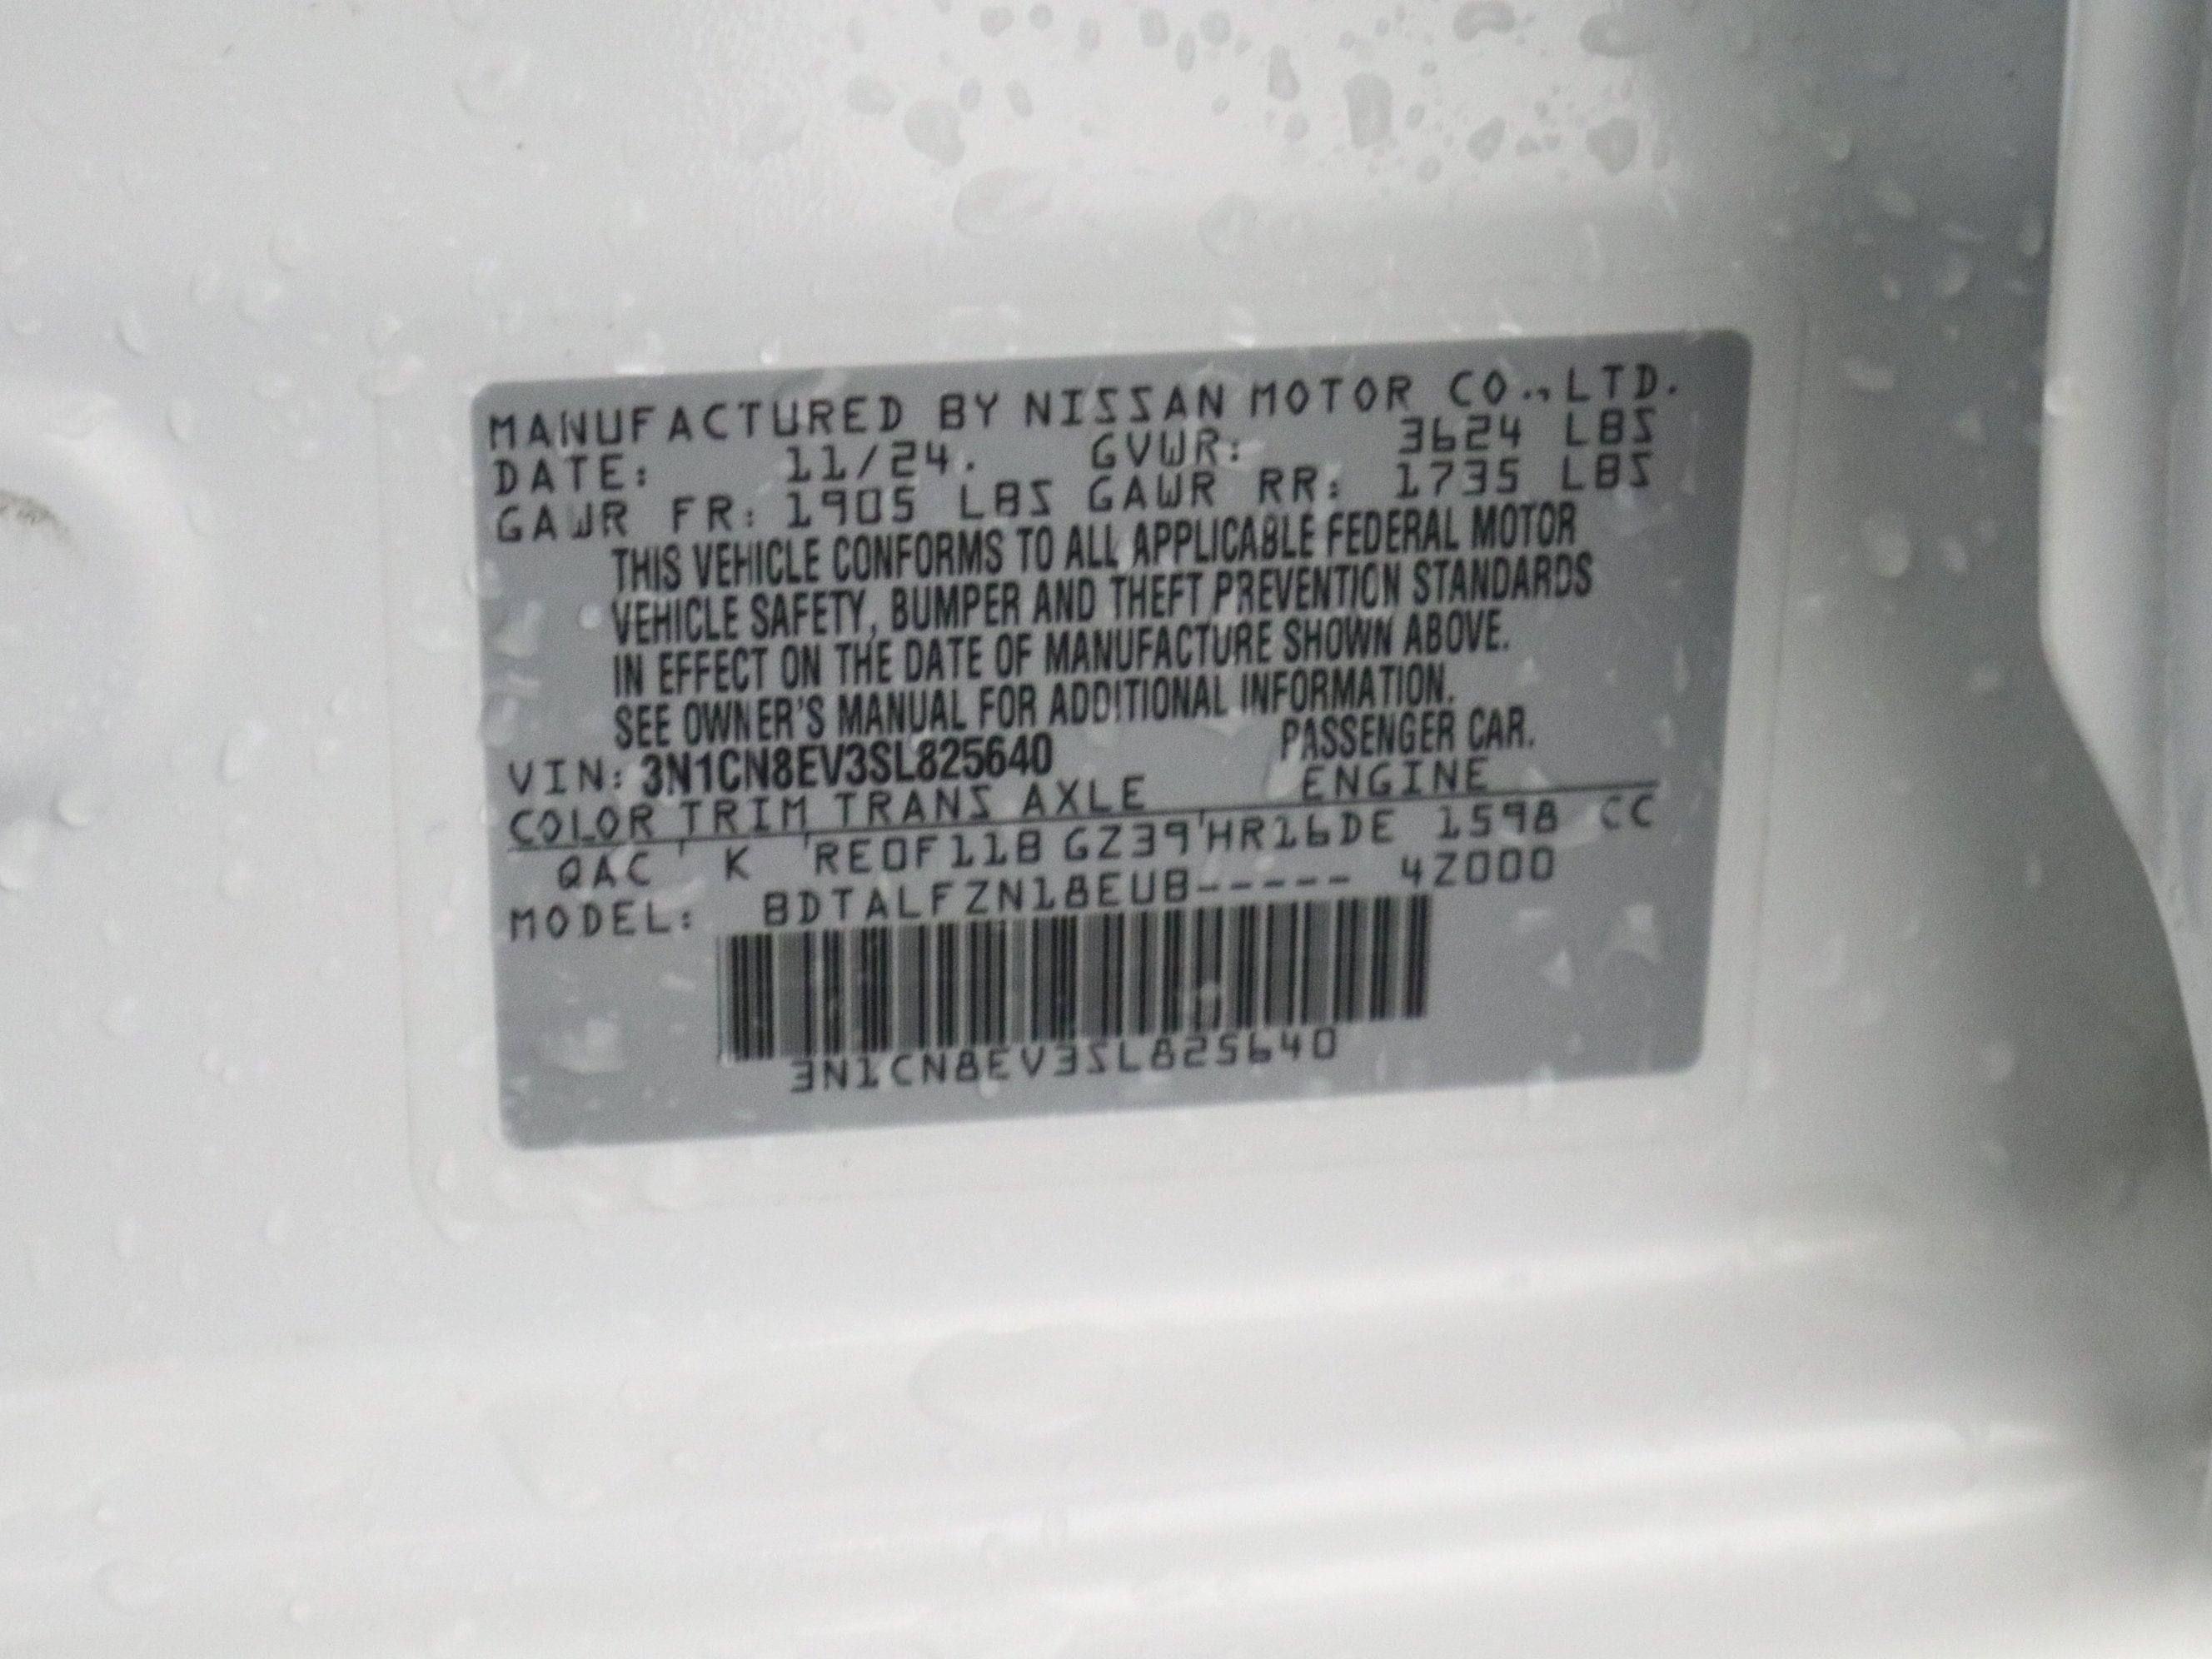 MANUFACTURED BY NISSAN MOTOR CO.,LTD.
DATE: 11/24. GVWR: 3624 LBS
GAWR FR: 1905 LBS GAWR RR: 1735 LBS
THIS VEHICLE CONFORMS TO ALL APPLICABLE FEDERAL MOTOR
VEHICLE SAFETY, BUMPER AND THEFT PREVENTION STANDARDS
IN EFFECT ON THE DATE OF MANUFACTURE SHOWN ABOVE.
SEE OWNER'S MANUAL FOR ADDITIONAL INFORMATION.
VIN: 3N1CN8EV3SL825640 PASSENGER CAR.
COLOR TRIM TRANS AXLE ENGINE
QAC K RE0F11B GZ39 HR16DE 1598 CC
MODEL: BDTALFZN18EUB----- 4Z000
3N1CN8EV3SL825640